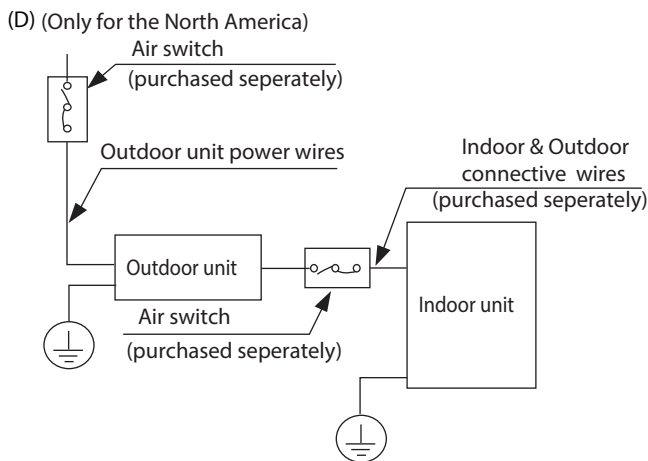 (D) (Only for the North America)
Air switch
(purchased seperately)
Outdoor unit power wires
Indoor & Outdoor
connective wires
(purchased seperately)
Outdoor unit
Indoor unit
Air switch
(purchased seperately)